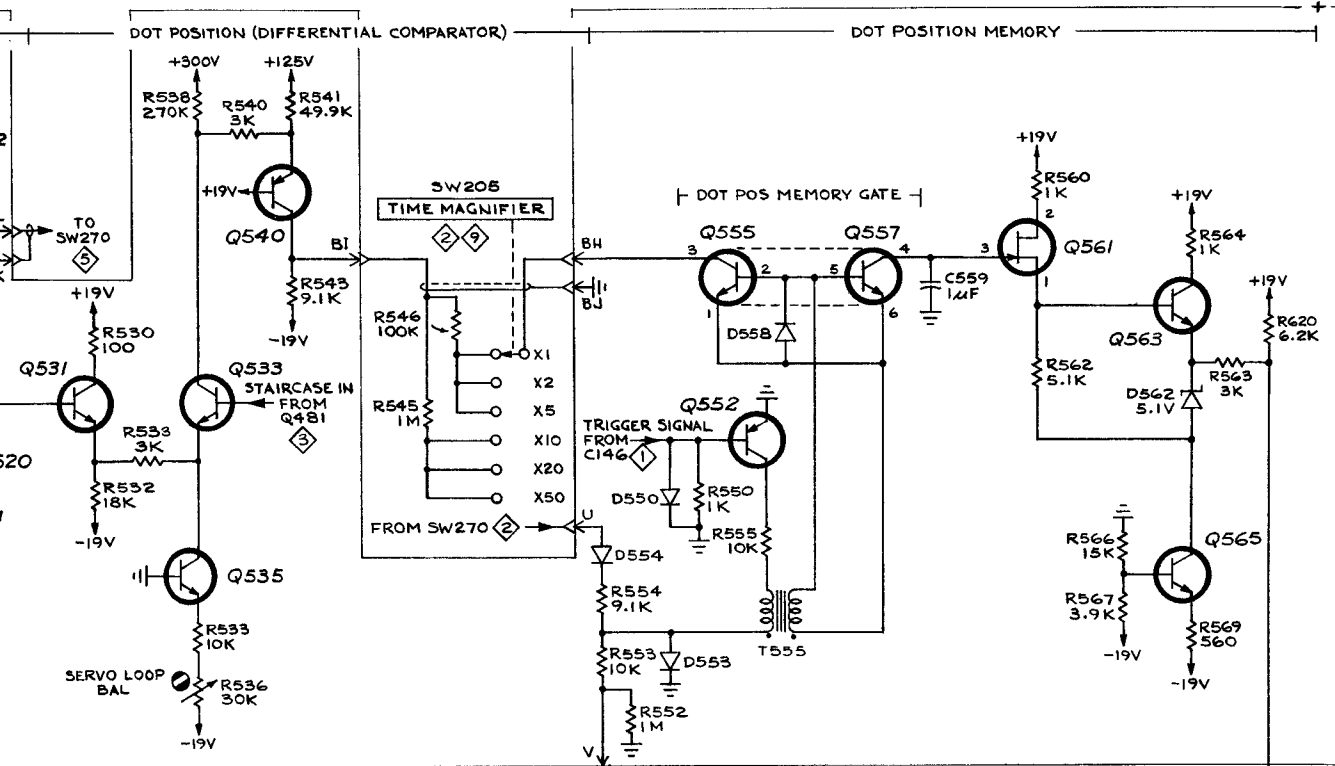 +
DOT POSITION (DIFFERENTIAL COMPARATOR)
DOT POSITION MEMORY
+300V
+125V
R538
270K
R540
3K
R541
49.9K
2
+19V
Q540
TO
SW270
5
SW205
TIME MAGNIFIER
2 9
BI
BH
BJ
R543
9.1K
-19V
+19V
R530
100
Q531
Q533
STAIRCASE IN
FROM
Q481
3
R533
3K
R532
18K
-19V
520
Q535
R533
10K
SERVO LOOP
BAL
R536
30K
-19V
R546
100K
R545
1M
X1
X2
X5
X10
X20
X50
FROM SW270 2
U
D554
R554
9.1K
R553
10K
D553
R552
1M
V
DOT POS MEMORY GATE
Q555
Q557
3
2
5
4
1
6
D558
C559
1μF
Q552
TRIGGER SIGNAL
FROM
C146 1
D550
R550
1K
R555
10K
T555
+19V
R560
1K
2
3
1
Q561
+19V
R564
1K
Q563
R562
5.1K
D562
5.1V
R563
3K
+19V
R620
6.2K
R566
15K
R567
3.9K
-19V
Q565
R569
560
-19V